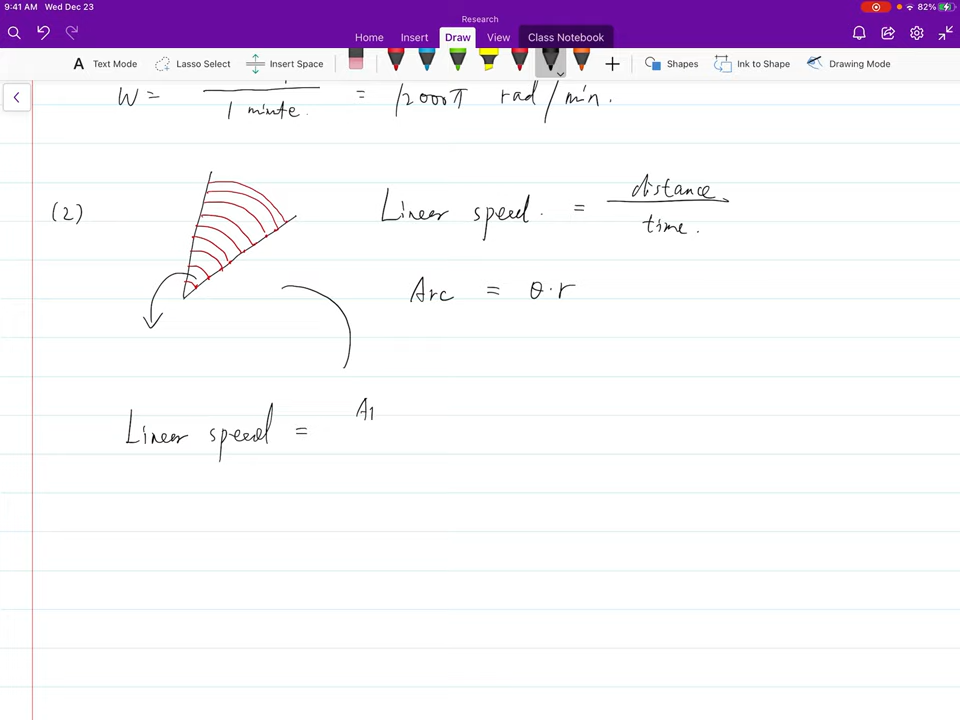 9:41 AM Wed Dec 23
82%
Research
Home Insert Draw View Class Notebook
Text Mode Lasso Select Insert Space Shapes Ink to Shape Drawing Mode
W = 1 minute. = 12000π rad/min.
(2)
Linear speed. = distance / time.
Arc = θ·r
Linear speed =